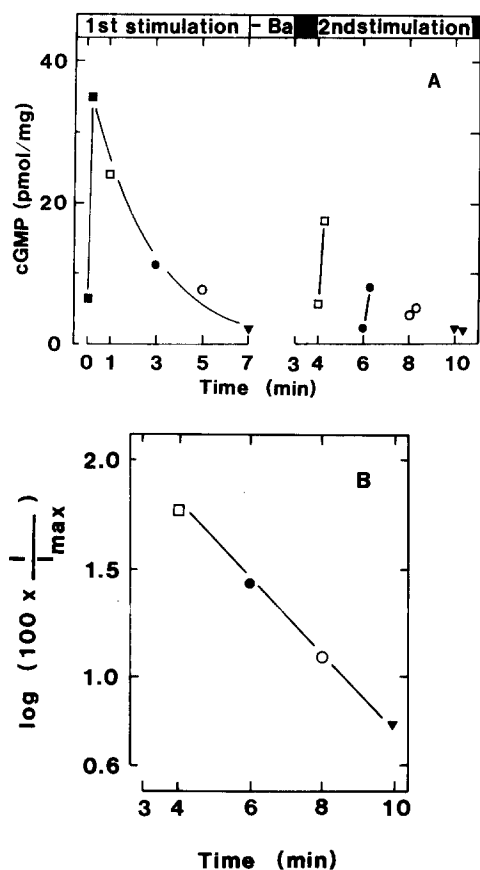 1st stimulation - Ba 2ndstimulation
A
cGMP (pmol/mg)
40
20
0
0 1 3 5 7 3 4 6 8 10
Time (min)
B
log (100 x I/Imax)
2.0
1.5
1.0
0.6
3 4 6 8 10
Time (min)